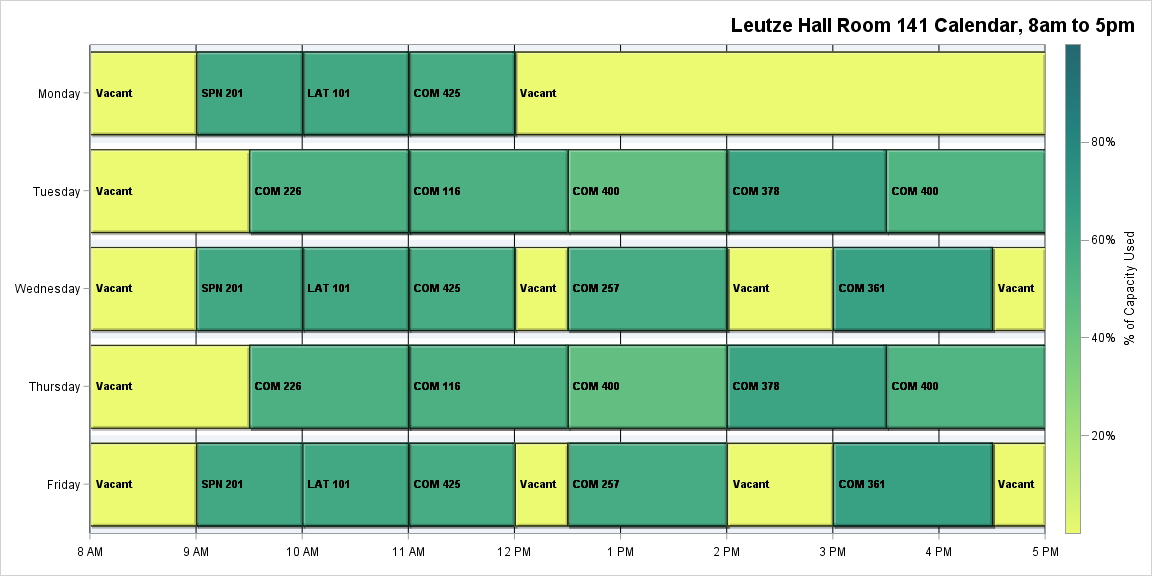 Leutze Hall Room 141 Calendar, 8am to 5pm
Monday
Vacant
SPN 201
LAT 101
COM 425
Vacant
Tuesday
Vacant
COM 226
COM 116
COM 400
COM 378
COM 400
Wednesday
Vacant
SPN 201
LAT 101
COM 425
Vacant
COM 257
Vacant
COM 361
Vacant
Thursday
Vacant
COM 226
COM 116
COM 400
COM 378
COM 400
Friday
Vacant
SPN 201
LAT 101
COM 425
Vacant
COM 257
Vacant
COM 361
Vacant
8 AM
9 AM
10 AM
11 AM
12 PM
1 PM
2 PM
3 PM
4 PM
5 PM
80%
60%
40%
20%
% of Capacity Used